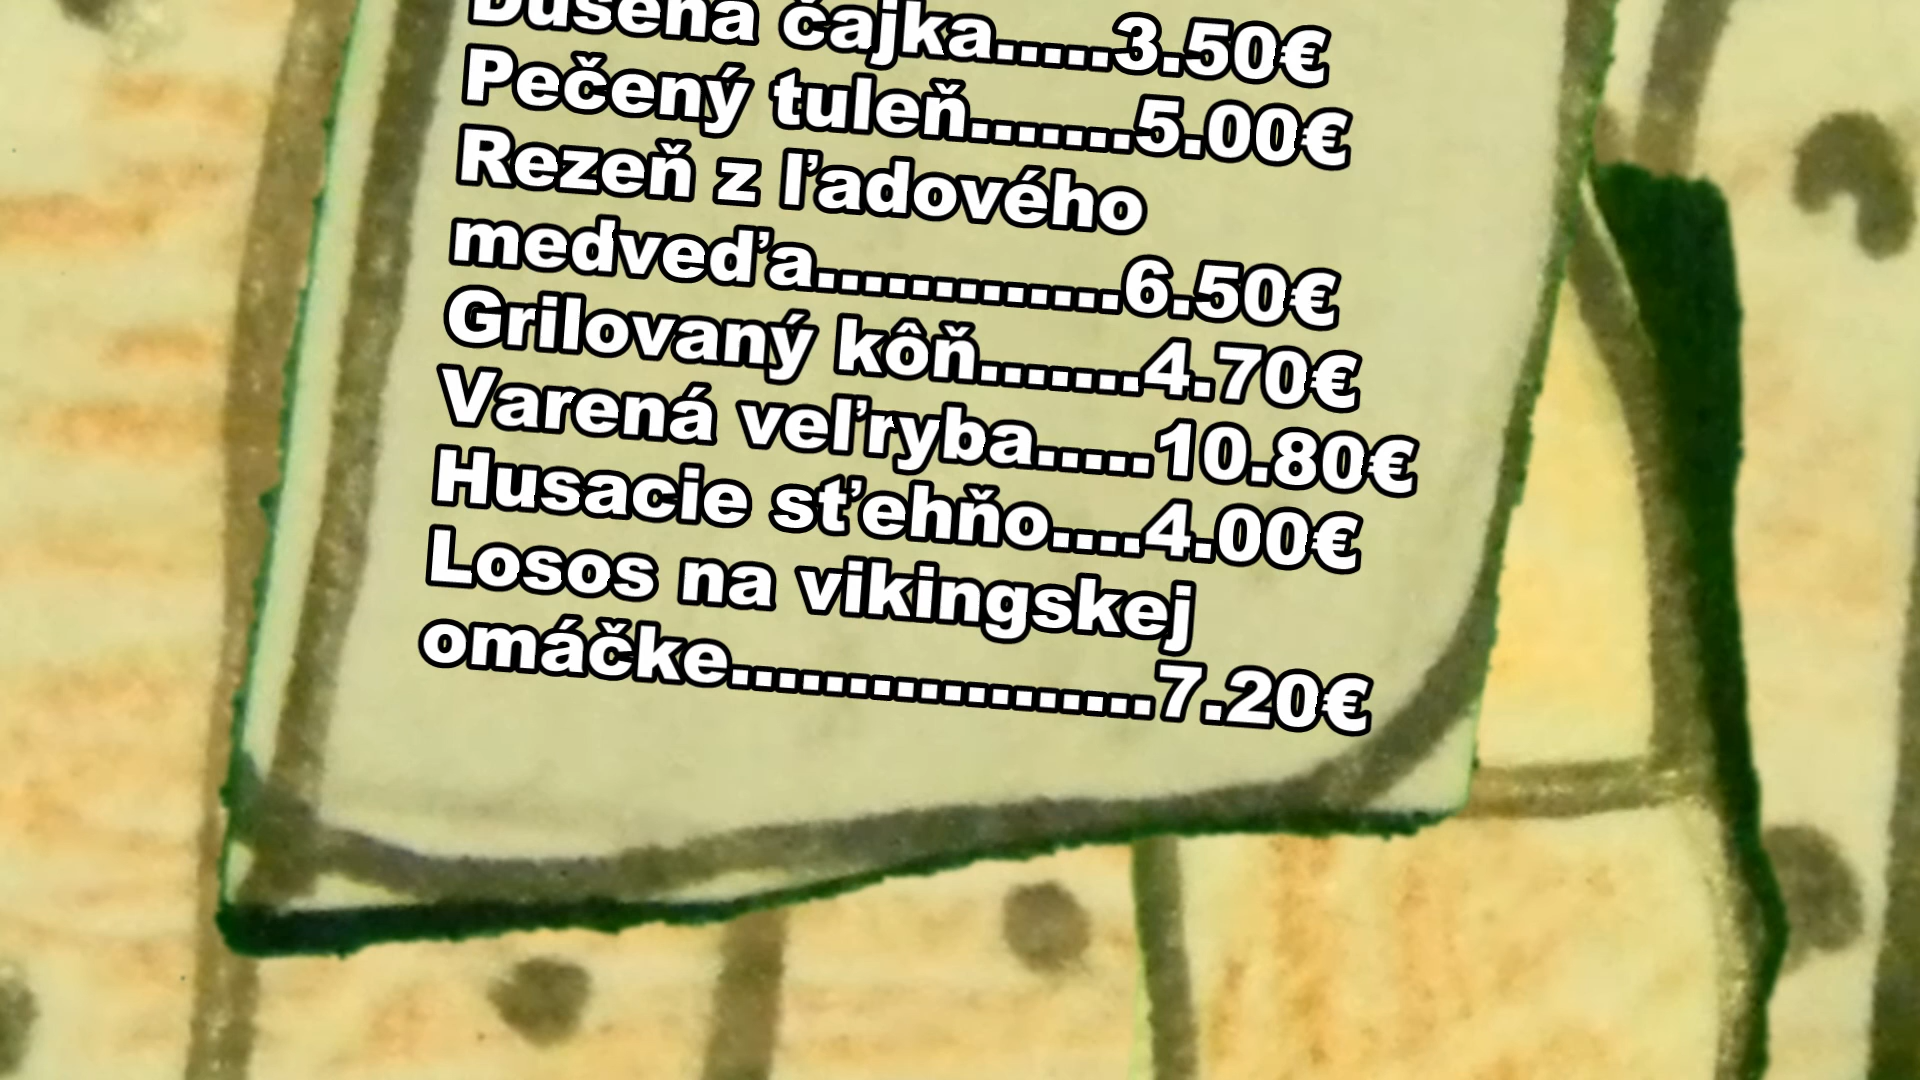 Dusená čajka.....3.50€
Pečený tuleň.......5.00€
Rezeň z ľadového
medveďa.............6.50€
Grilovaný kôň.......4.70€
Varená veľryba.....10.80€
Husacie sťehňo....4.00€
Losos na vikingskej
omáčke..................7.20€